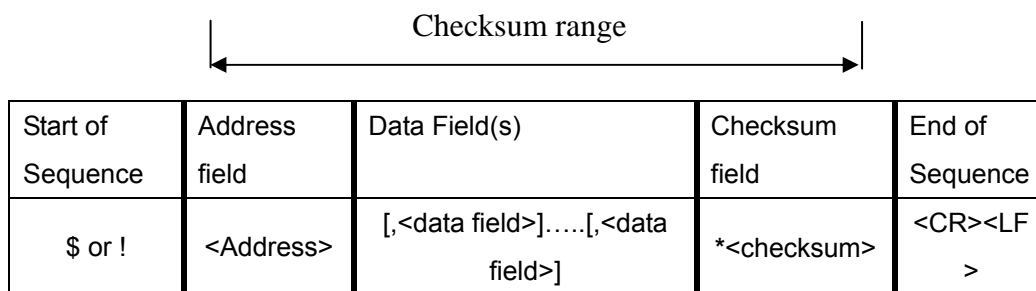 Checksum range
Start of Sequence
Address field
Data Field(s)
Checksum field
End of Sequence
$ or !
<Address>
[,<data field>]…..[,<data field>]
*<checksum>
<CR><LF>